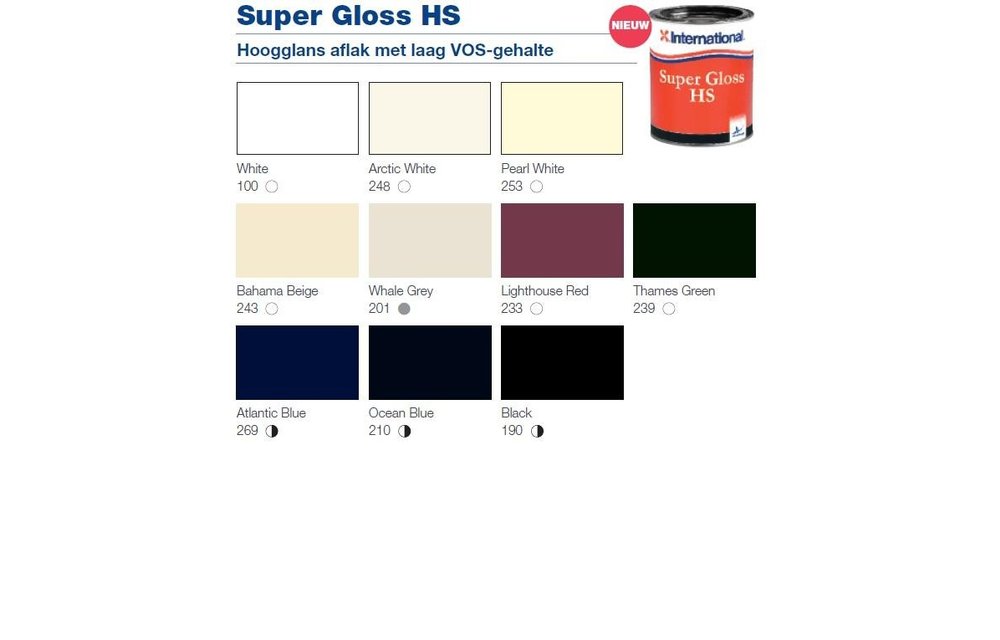 Super Gloss HS
NIEUW
International
Super Gloss
HS
Hoogglans aflak met laag VOS-gehalte
White
100
Arctic White
248
Pearl White
253
Bahama Beige
243
Whale Grey
201
Lighthouse Red
233
Thames Green
239
Atlantic Blue
269
Ocean Blue
210
Black
190